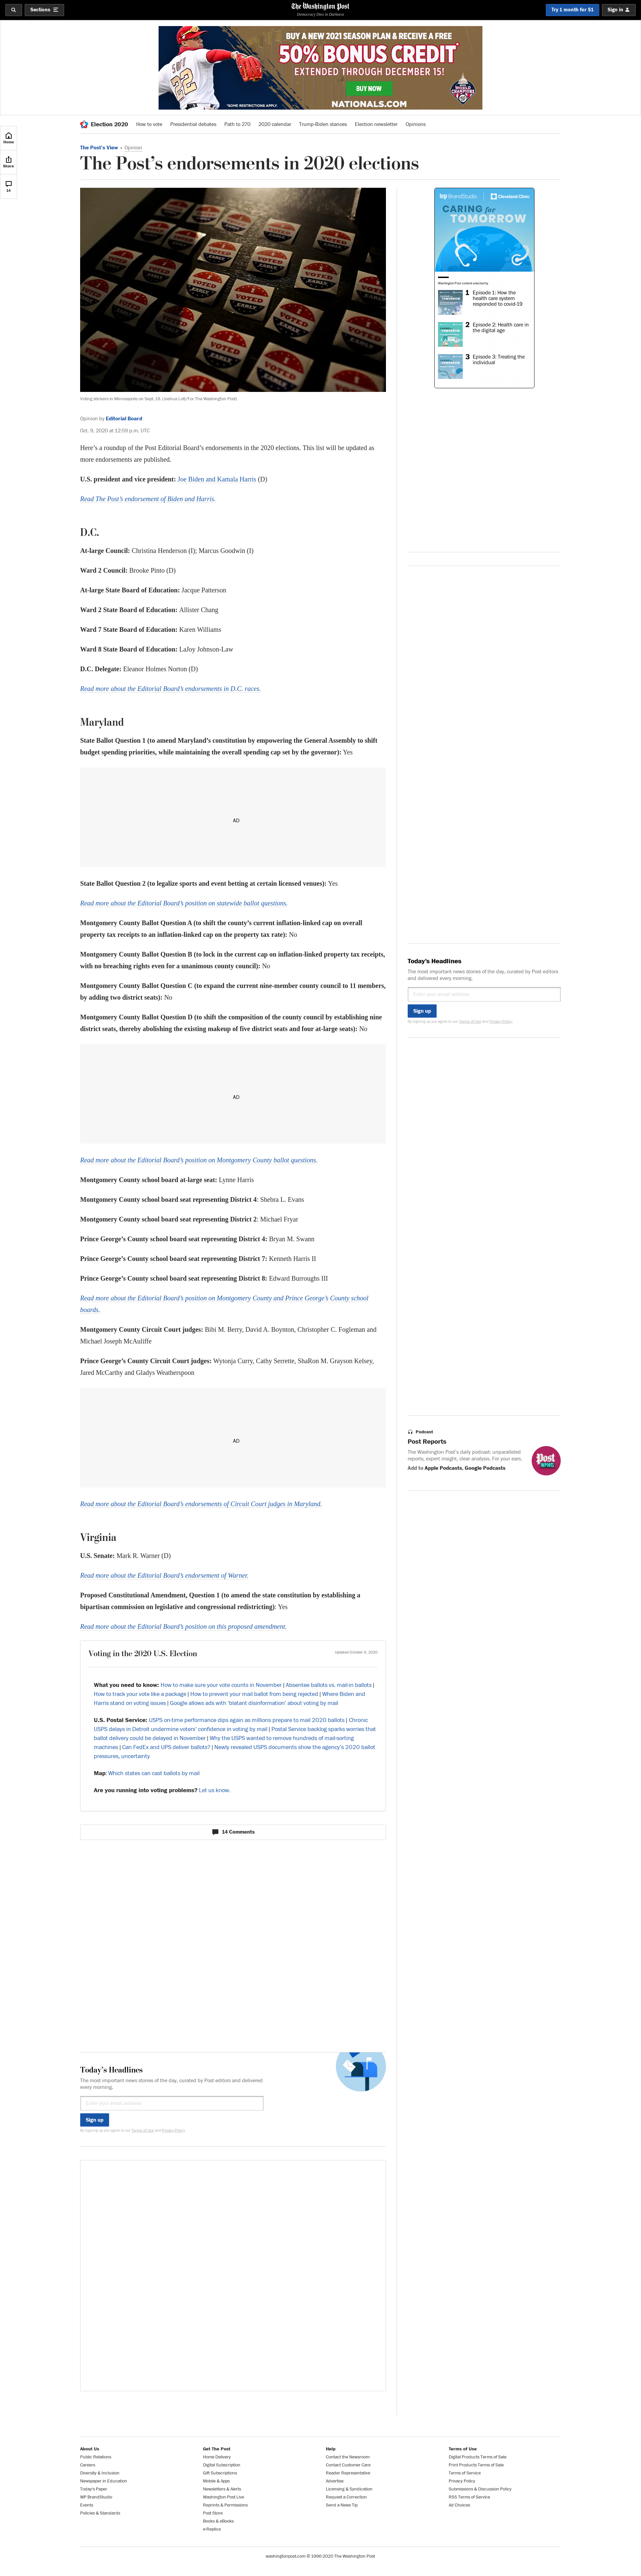 Sections
The Washington Post
Democracy Dies in Darkness
Try 1 month for $1
Sign in
BUY A NEW 2021 SEASON PLAN & RECEIVE A FREE
50% BONUS CREDIT
EXTENDED THROUGH DECEMBER 15!
BUY NOW
*SOME RESTRICTIONS APPLY.
NATIONALS.COM
Home
Share
14
Election 2020
How to vote
Presidential debates
Path to 270
2020 calendar
Trump-Biden stances
Election newsletter
Opinions
The Post's View • Opinion
The Post's endorsements in 2020 elections
Voting stickers in Minneapolis on Sept. 18. (Joshua Lott/For The Washington Post)
Opinion by Editorial Board
Oct. 9, 2020 at 12:59 p.m. UTC
Here's a roundup of the Post Editorial Board's endorsements in the 2020 elections. This list will be updated as
more endorsements are published.
U.S. president and vice president: Joe Biden and Kamala Harris (D)
Read The Post's endorsement of Biden and Harris.
D.C.
At-large Council: Christina Henderson (I); Marcus Goodwin (I)
Ward 2 Council: Brooke Pinto (D)
At-large State Board of Education: Jacque Patterson
Ward 2 State Board of Education: Allister Chang
Ward 7 State Board of Education: Karen Williams
Ward 8 State Board of Education: LaJoy Johnson-Law
D.C. Delegate: Eleanor Holmes Norton (D)
Read more about the Editorial Board's endorsements in D.C. races.
Maryland
State Ballot Question 1 (to amend Maryland's constitution by empowering the General Assembly to shift
budget spending priorities, while maintaining the overall spending cap set by the governor): Yes
AD
State Ballot Question 2 (to legalize sports and event betting at certain licensed venues): Yes
Read more about the Editorial Board's position on statewide ballot questions.
Montgomery County Ballot Question A (to shift the county's current inflation-linked cap on overall
property tax receipts to an inflation-linked cap on the property tax rate): No
Montgomery County Ballot Question B (to lock in the current cap on inflation-linked property tax receipts,
with no breaching rights even for a unanimous county council): No
Montgomery County Ballot Question C (to expand the current nine-member county council to 11 members,
by adding two district seats): No
Montgomery County Ballot Question D (to shift the composition of the county council by establishing nine
district seats, thereby abolishing the existing makeup of five district seats and four at-large seats): No
AD
Read more about the Editorial Board's position on Montgomery County ballot questions.
Montgomery County school board at-large seat: Lynne Harris
Montgomery County school board seat representing District 4: Shebra L. Evans
Montgomery County school board seat representing District 2: Michael Fryar
Prince George's County school board seat representing District 4: Bryan M. Swann
Prince George's County school board seat representing District 7: Kenneth Harris II
Prince George's County school board seat representing District 8: Edward Burroughs III
Read more about the Editorial Board's position on Montgomery County and Prince George's County school
boards.
Montgomery County Circuit Court judges: Bibi M. Berry, David A. Boynton, Christopher C. Fogleman and
Michael Joseph McAuliffe
Prince George's County Circuit Court judges: Wytonja Curry, Cathy Serrette, ShaRon M. Grayson Kelsey,
Jared McCarthy and Gladys Weatherspoon
AD
Read more about the Editorial Board's endorsements of Circuit Court judges in Maryland.
Virginia
U.S. Senate: Mark R. Warner (D)
Read more about the Editorial Board's endorsement of Warner.
Proposed Constitutional Amendment, Question 1 (to amend the state constitution by establishing a
bipartisan commission on legislative and congressional redistricting): Yes
Read more about the Editorial Board's position on this proposed amendment.
Voting in the 2020 U.S. Election
Updated October 9, 2020
What you need to know: How to make sure your vote counts in November | Absentee ballots vs. mail-in ballots |
How to track your vote like a package | How to prevent your mail ballot from being rejected | Where Biden and
Harris stand on voting issues | Google allows ads with 'blatant disinformation' about voting by mail
U.S. Postal Service: USPS on-time performance dips again as millions prepare to mail 2020 ballots | Chronic
USPS delays in Detroit undermine voters' confidence in voting by mail | Postal Service backlog sparks worries that
ballot delivery could be delayed in November | Why the USPS wanted to remove hundreds of mail-sorting
machines | Can FedEx and UPS deliver ballots? | Newly revealed USPS documents show the agency's 2020 ballot
pressures, uncertainty
Map: Which states can cast ballots by mail
Are you running into voting problems? Let us know.
14 Comments
Today's Headlines
The most important news stories of the day, curated by Post editors and delivered
every morning.
Enter your email address
Sign up
By signing up you agree to our Terms of Use and Privacy Policy
wp BrandStudio
Cleveland Clinic
CARING for
TOMORROW
Washington Post content selected by
1 Episode 1: How the
health care system
responded to covid-19
2 Episode 2: Health care in
the digital age
3 Episode 3: Treating the
individual
Today's Headlines
The most important news stories of the day, curated by Post editors
and delivered every morning.
Enter your email address
Sign up
By signing up you agree to our Terms of Use and Privacy Policy
Podcast
Post Reports
The Washington Post's daily podcast: unparalleled
reports, expert insight, clear analysis. For your ears.
Add to Apple Podcasts, Google Podcasts
Post
REPORTS
About Us
Public Relations
Careers
Diversity & Inclusion
Newspaper in Education
Today's Paper
WP BrandStudio
Events
Policies & Standards
Get The Post
Home Delivery
Digital Subscription
Gift Subscriptions
Mobile & Apps
Newsletters & Alerts
Washington Post Live
Reprints & Permissions
Post Store
Books & eBooks
e-Replica
Help
Contact the Newsroom
Contact Customer Care
Reader Representative
Advertise
Licensing & Syndication
Request a Correction
Send a News Tip
Terms of Use
Digital Products Terms of Sale
Print Products Terms of Sale
Terms of Service
Privacy Policy
Submissions & Discussion Policy
RSS Terms of Service
Ad Choices
washingtonpost.com © 1996-2020 The Washington Post